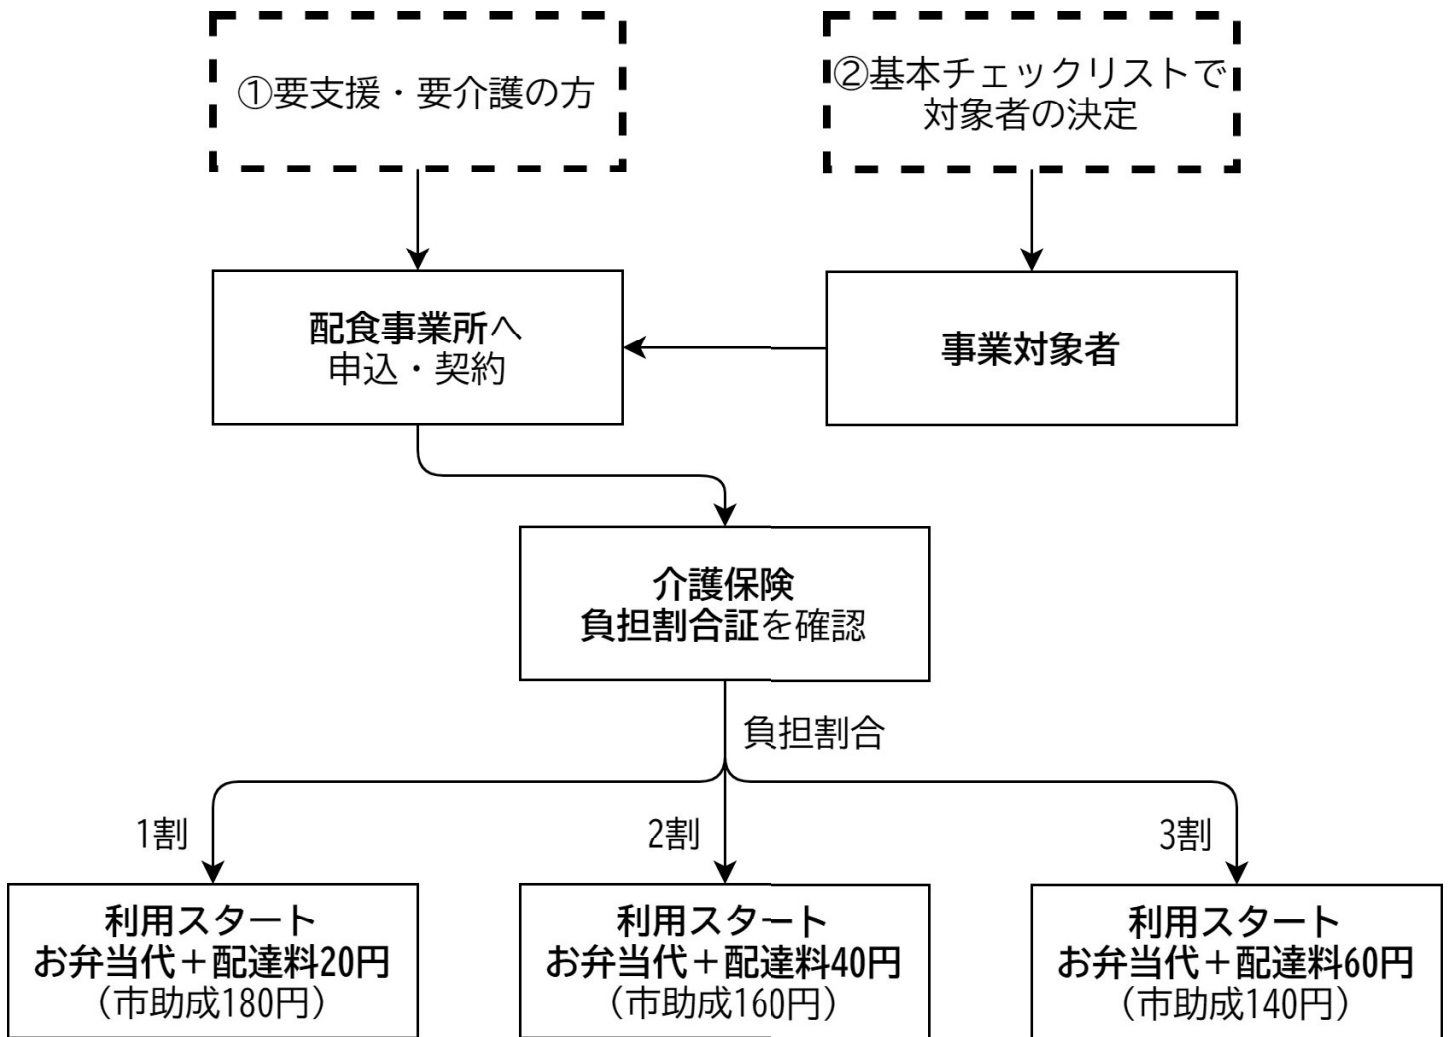 ①要支援・要介護の方
②基本チェックリストで
対象者の決定
配食事業所へ
申込・契約
事業対象者
介護保険
負担割合証を確認
負担割合
1割
2割
3割
利用スタート
お弁当代＋配達料20円
（市助成180円）
利用スタート
お弁当代＋配達料40円
（市助成160円）
利用スタート
お弁当代＋配達料60円
（市助成140円）